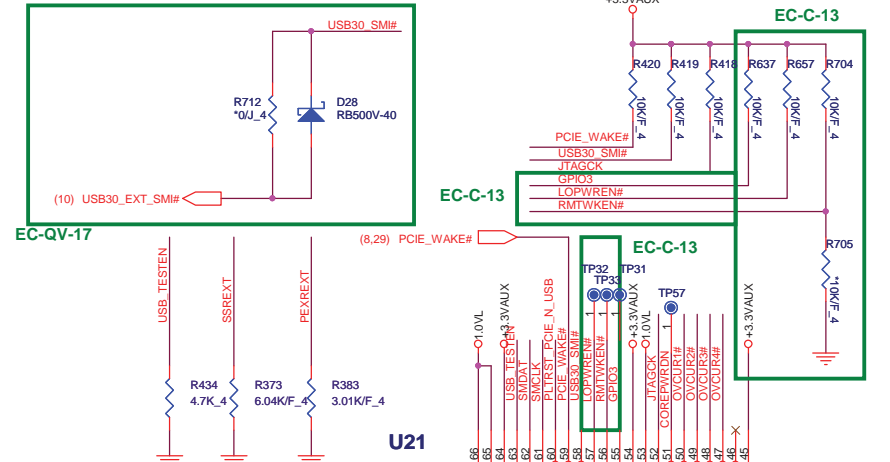 +3.3VAUX
EC-C-13
USB30_SMI#
R712
*0/J_4
D28
RB500V-40
(10) USB30_EXT_SMI#
EC-QV-17
R420
R419
R418
R637
R657
R704
10K/F_4
10K/F_4
10K/F_4
10K/F_4
10K/F_4
10K/F_4
PCIE_WAKE#
USB30_SMI#
JTAGCK
GPIO3
LOPWREN#
RMTWKEN#
EC-C-13
(8,29) PCIE_WAKE#
EC-C-13
R705
*10K/F_4
TP32
TP33
TP31
TP57
1
1
1
1
USB_TESTEN
SSREXT
PEXREXT
R434
4.7K_4
R373
6.04K/F_4
R383
3.01K/F_4
1.0VL
+3.3VAUX
USB_TESTEN
SMDAT
SMCLK
PLTRST_PCIE_N_USB
PCIE_WAKE#
USB30_SMI#
LOPWREN#
RMTWKEN#
GPIO3
+3.3VAUX
1.0VL
JTAGCK
COREPWRDN
OVCUR1#
OVCUR2#
OVCUR3#
OVCUR4#
+3.3VAUX
U21
66
65
64
63
62
61
60
59
58
57
56
55
54
53
52
51
50
49
48
47
46
45